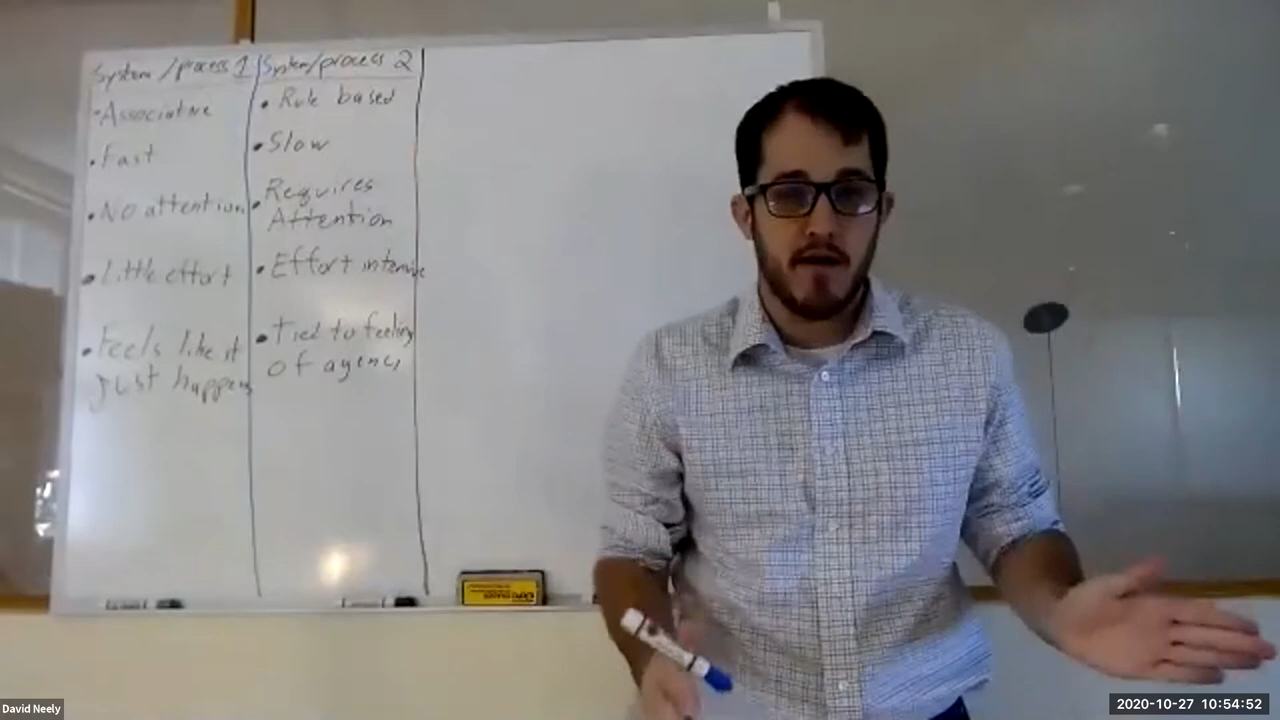 System/process 1
• Associative
• Fast
• No attention
• Little effort
• Feels like it
just happens
System/process 2
• Rule based
• Slow
• Requires
Attention
• Effort intensive
• Tied to feeling
of agency
David Neely
2020-10-27 10:54:52